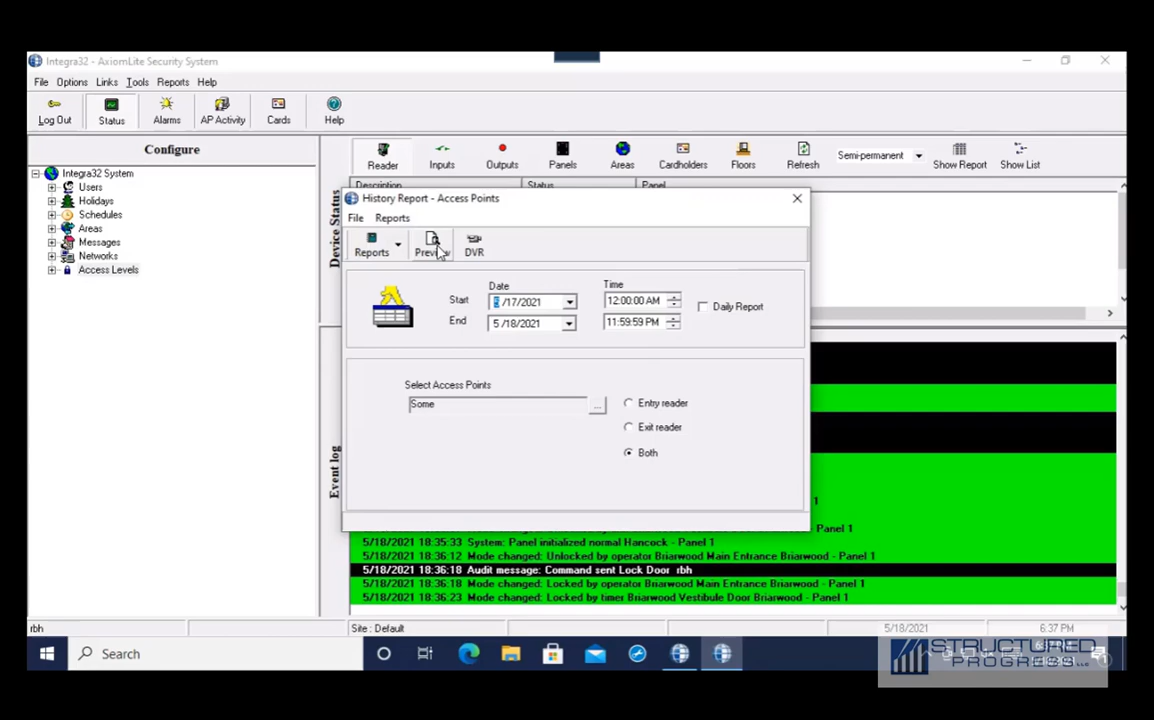 Integra32 - AxiomLite Security System
File Options Links Tools Reports Help
Log Out Status Alarms AP Activity Cards Help
Configure
Integra32 System
Users
Holidays
Schedules
Areas
Messages
Networks
Access Levels
Device Status
Reader Inputs Outputs Panels Areas Cardholders Floors Refresh Semi-permanent Show Report Show List
Description Status Panel
History Report - Access Points
File Reports
Reports Preview DVR
Date Time
Start 5/17/2021 12:00:00 AM Daily Report
End 5/18/2021 11:59:59 PM
Select Access Points
Some ...
Entry reader
Exit reader
Both
Event log
1
Panel 1
5/18/2021 18:35:33 System: Panel initialized normal Hancock - Panel 1
5/18/2021 18:36:12 Mode changed: Unlocked by operator Briarwood Main Entrance Briarwood - Panel 1
5/18/2021 18:36:18 Audit message: Command sent Lock Door rbh
5/18/2021 18:36:18 Mode changed: Locked by operator Briarwood Main Entrance Briarwood - Panel 1
5/18/2021 18:36:23 Mode changed: Locked by timer Briarwood Vestibule Door Briarwood - Panel 1
rbh Site : Default 5/18/2021 6:37 PM
Search
STRUCTURED
PROGRESS LLC